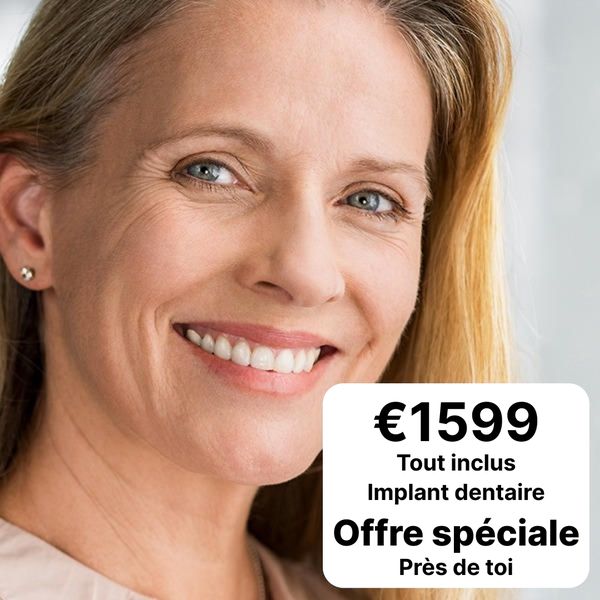 €1599
Tout inclus
Implant dentaire
Offre spéciale
Près de toi